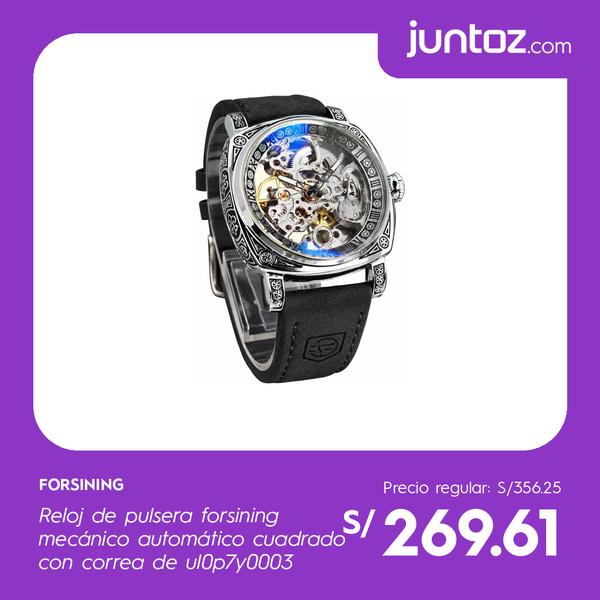 juntoz.com
FORSINING
Reloj de pulsera forsining
mecánico automático cuadrado
con correa de ul0p7y0003
Precio regular: S/356.25
S/ 269.61